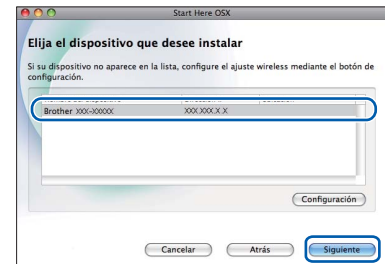 Start Here OSX
Elija el dispositivo que desee instalar
Si su dispositivo no aparece en la lista, configure el ajuste wireless mediante el botón de
configuración.
Brother XXX-XXXXX XXX.XXX.X.X
Configuración
Cancelar Atrás Siguiente